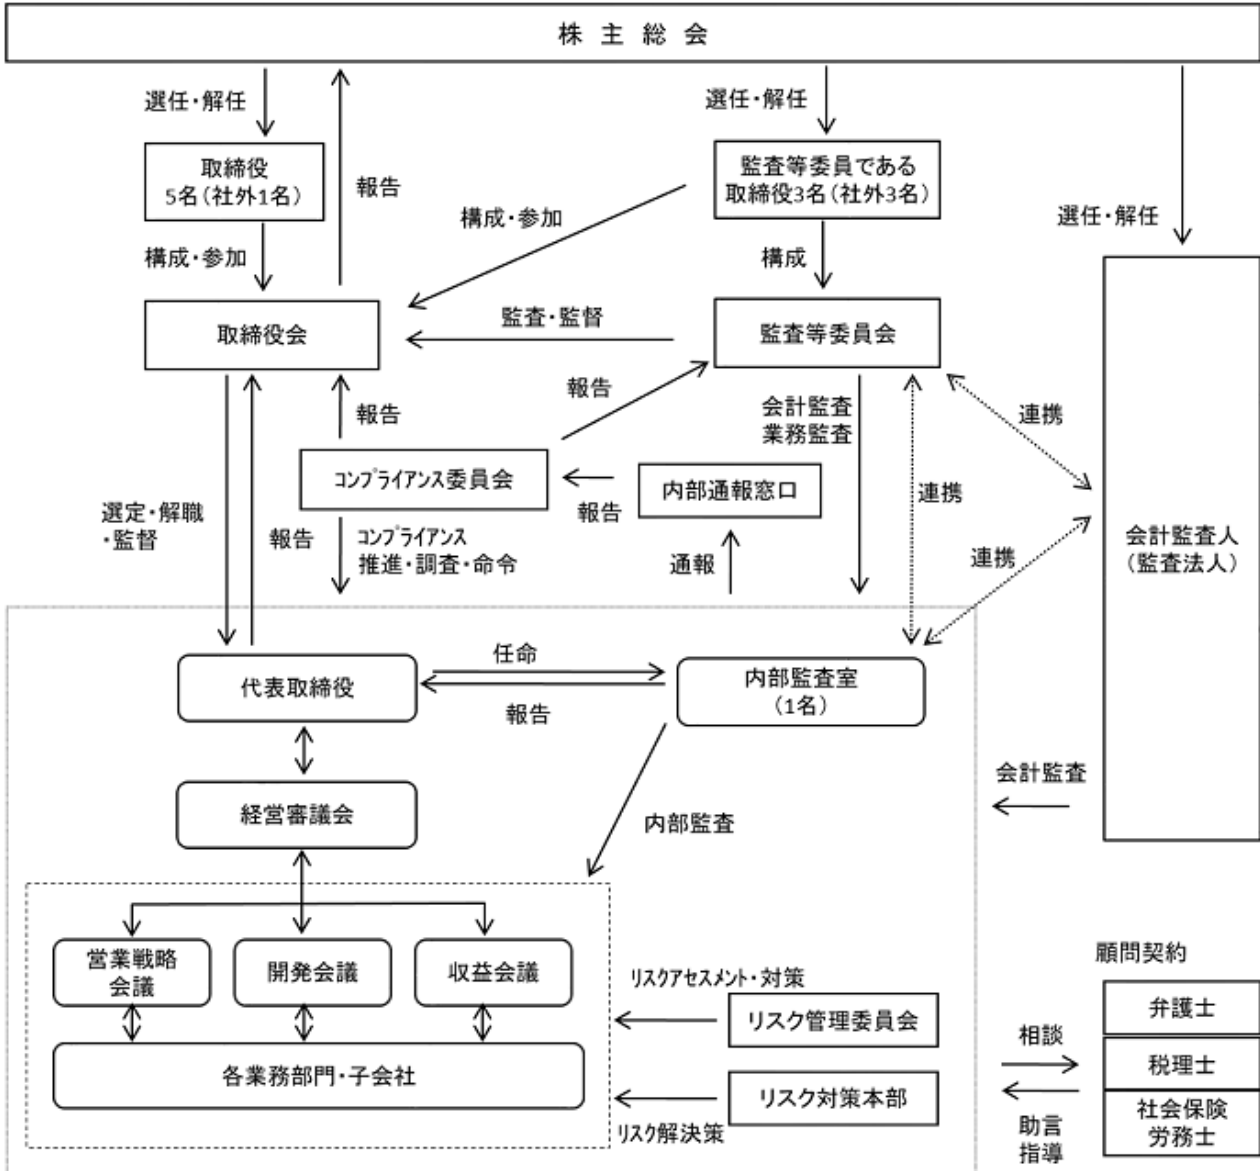 株 主 総 会
選任・解任
選任・解任
取締役
5名(社外1名)
報告
監査等委員である
取締役3名(社外3名)
選任・解任
構成・参加
構成・参加
構成
取締役会
監査・監督
監査等委員会
報告
報告
会計監査
業務監査
連携
コンプライアンス委員会
報告
内部通報窓口
連携
選定・解職
・監督
報告
コンプライアンス
推進・調査・命令
通報
連携
会計監査人
(監査法人)
代表取締役
任命
報告
内部監査室
(1名)
経営審議会
内部監査
会計監査
営業戦略
会議
開発会議
収益会議
リスクアセスメント・対策
リスク管理委員会
顧問契約
弁護士
相談
税理士
各業務部門・子会社
リスク対策本部
リスク解決策
助言
指導
社会保険
労務士